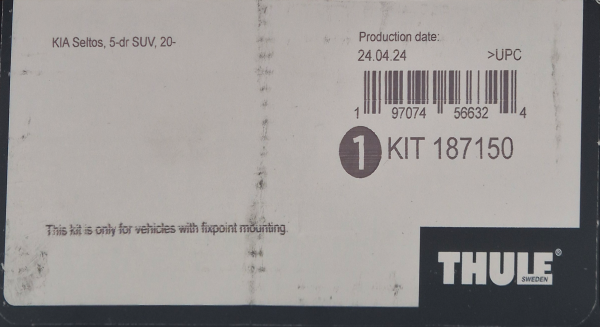 KIA Seltos, 5-dr SUV, 20-
Production date:
24.04.24 >UPC
1 97074 56632 4
1 KIT 187150
This kit is only for vehicles with fixpoint mounting.
THULE®
SWEDEN